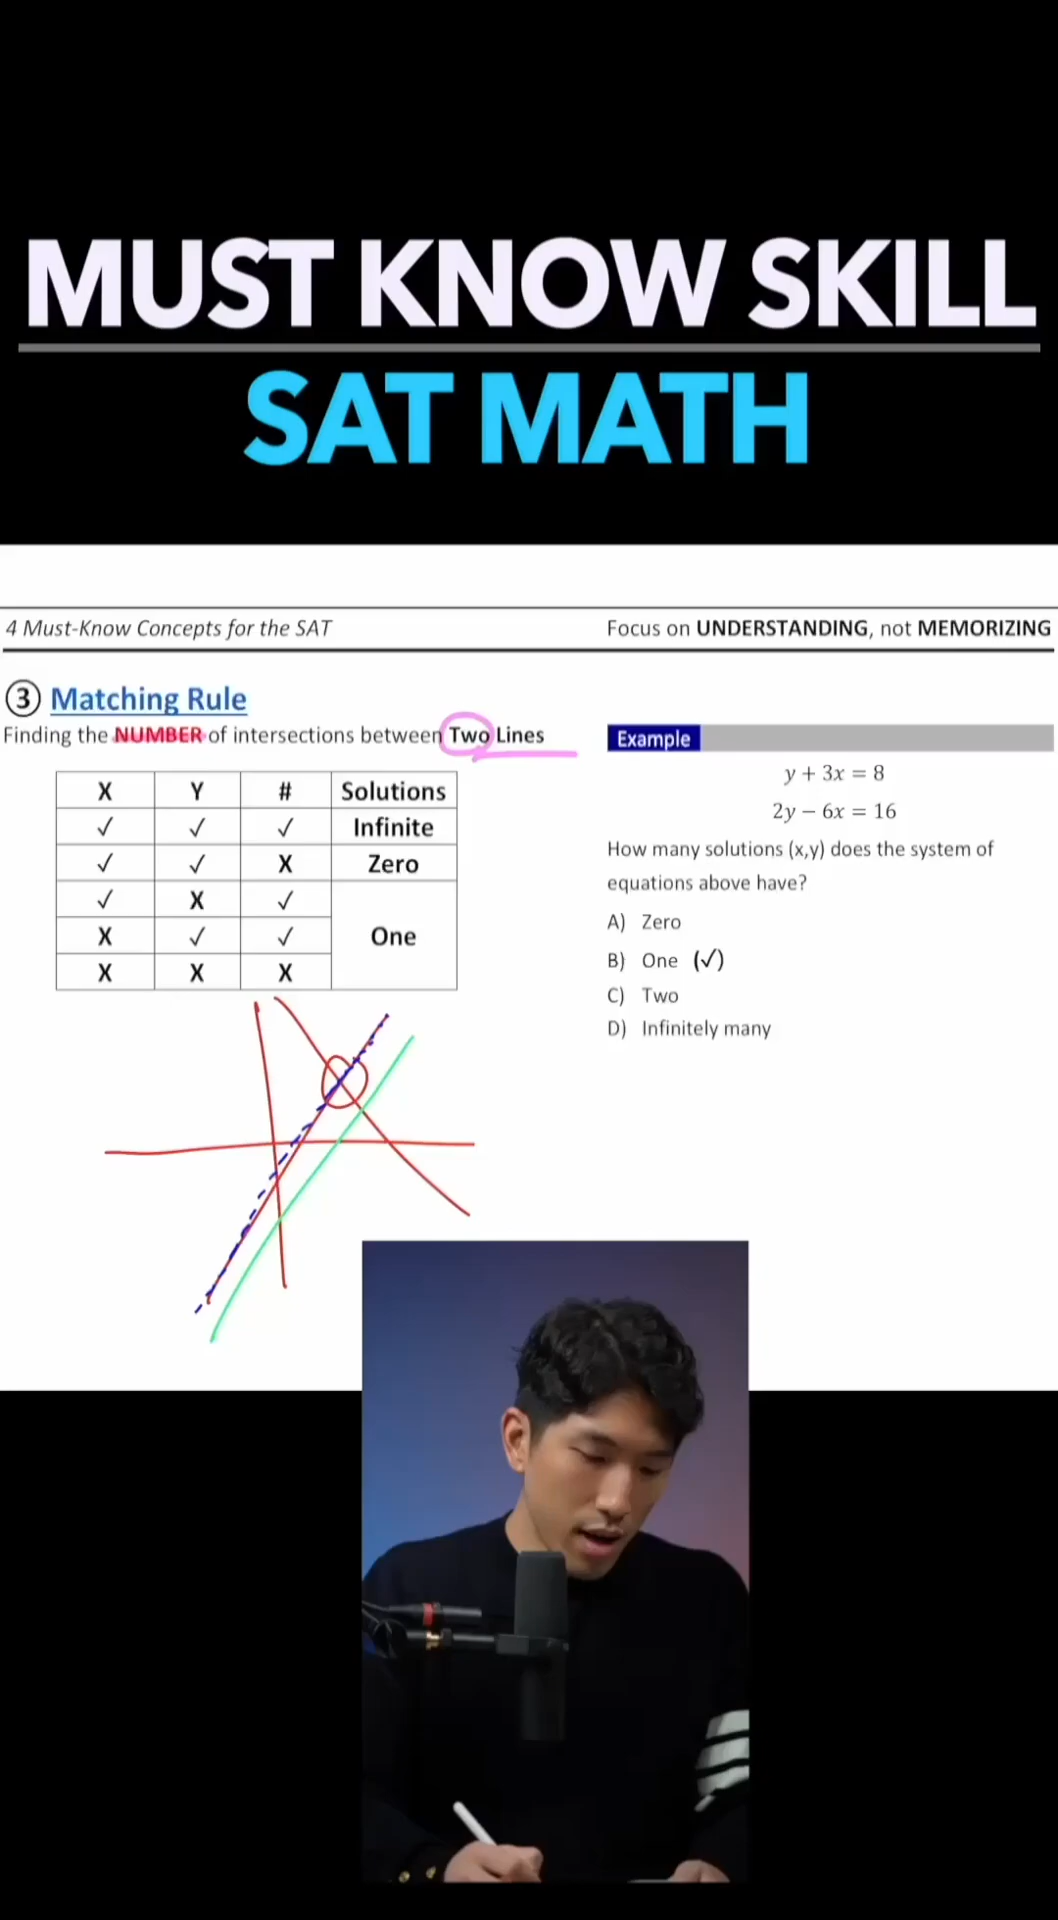 MUST KNOW SKILL
SAT MATH
4 Must-Know Concepts for the SAT
Focus on UNDERSTANDING, not MEMORIZING
③ Matching Rule
Finding the NUMBER of intersections between Two Lines
X Y # Solutions
✓ ✓ ✓ Infinite
✓ ✓ X Zero
✓ X ✓
X ✓ ✓ One
X X X
Example
y + 3x = 8
2y − 6x = 16
How many solutions (x,y) does the system of
equations above have?
A) Zero
B) One (✓)
C) Two
D) Infinitely many